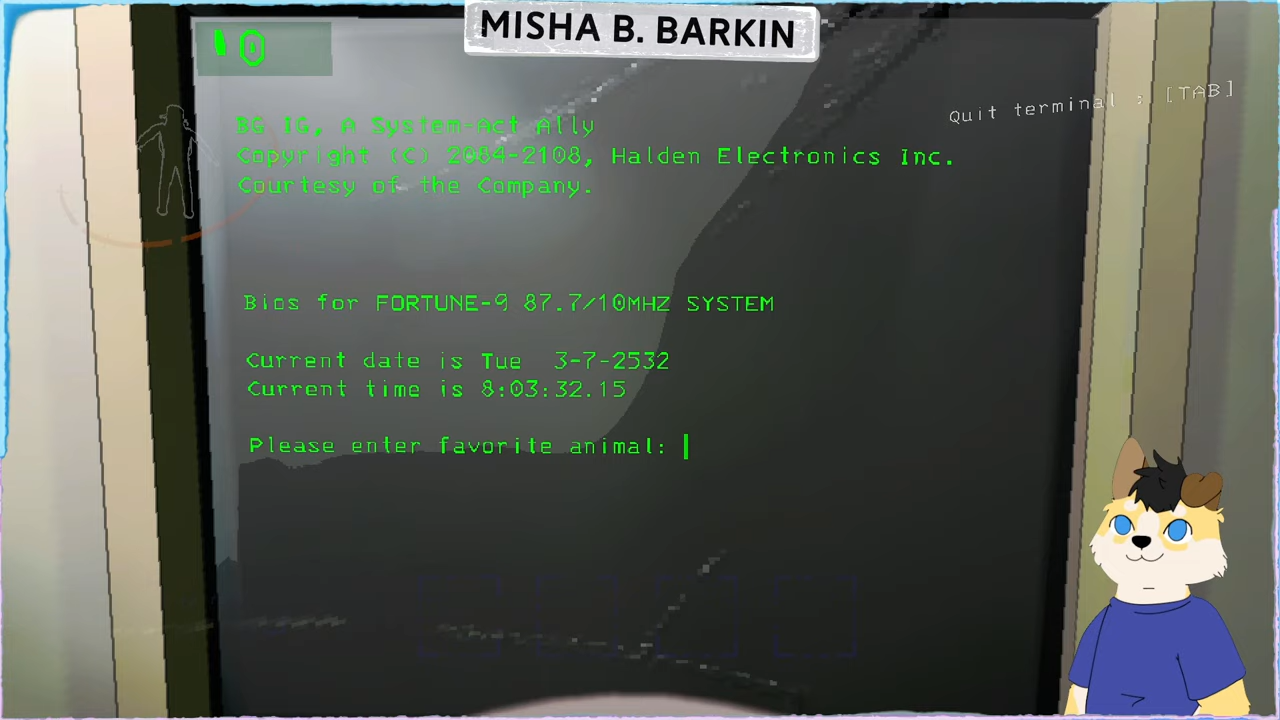 MISHA B. BARKIN
0
Quit terminal : [TAB]
BG IG, A System-Act Ally
Copyright (C) 2084-2108, Halden Electronics Inc.
Courtesy of the Company.
Bios for FORTUNE-9 87.7/10MHZ SYSTEM
Current date is Tue  3-7-2532
Current time is 8:03:32.15
Please enter favorite animal: